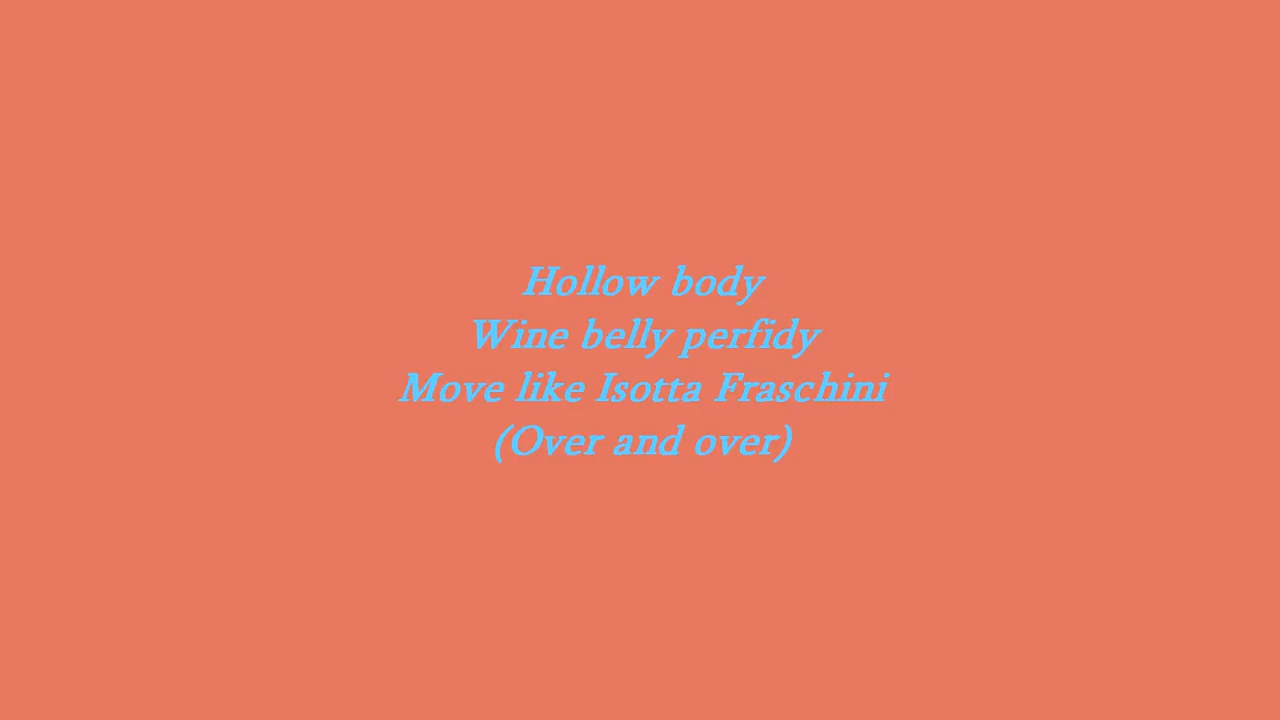 Hollow body
Wine belly perfidy
Move like Isotta Fraschini
(Over and over)